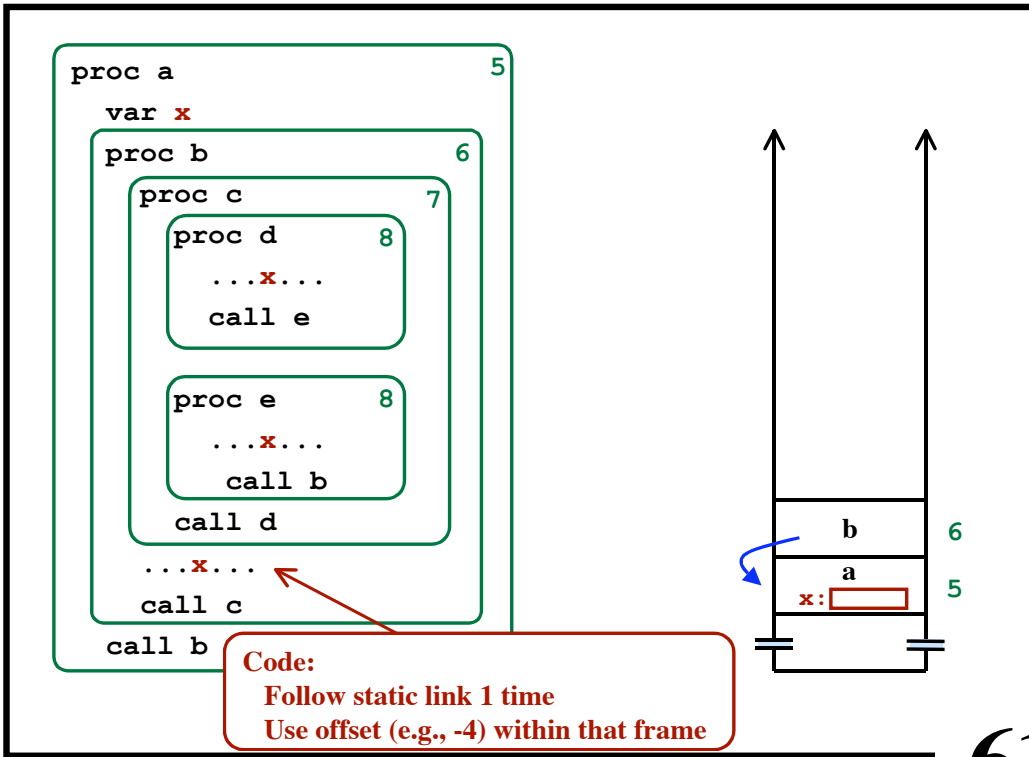 proc a 5
var x
proc b 6
proc c 7
proc d 8
...x...
call e
proc e 8
...x...
call b
call d
...x...
call c
call b
Code:
Follow static link 1 time
Use offset (e.g., -4) within that frame
b 6
a
x: 5